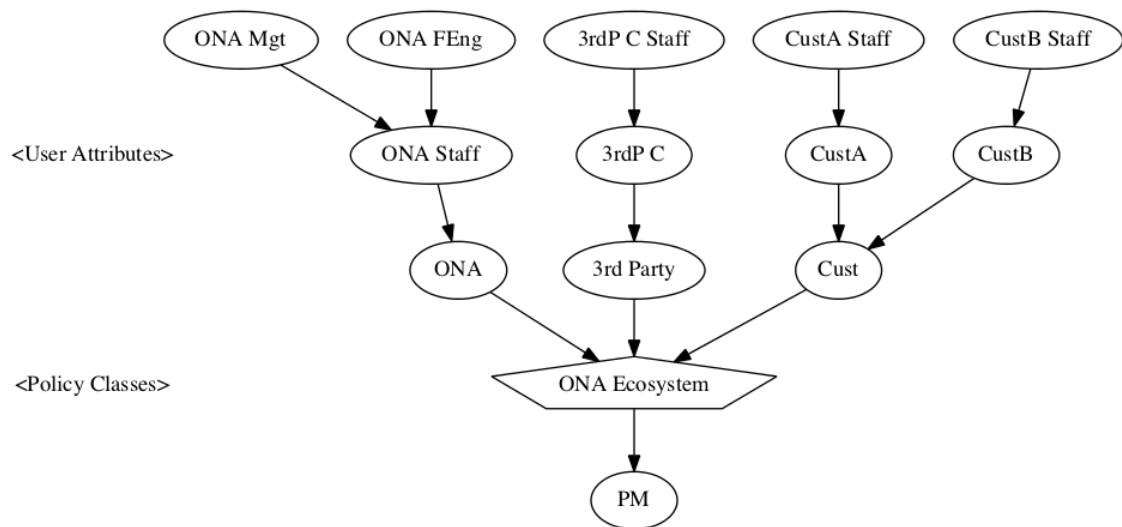 ONA Mgt
ONA FEng
3rdP C Staff
CustA Staff
CustB Staff
<User Attributes>
ONA Staff
3rdP C
CustA
CustB
ONA
3rd Party
Cust
<Policy Classes>
ONA Ecosystem
PM